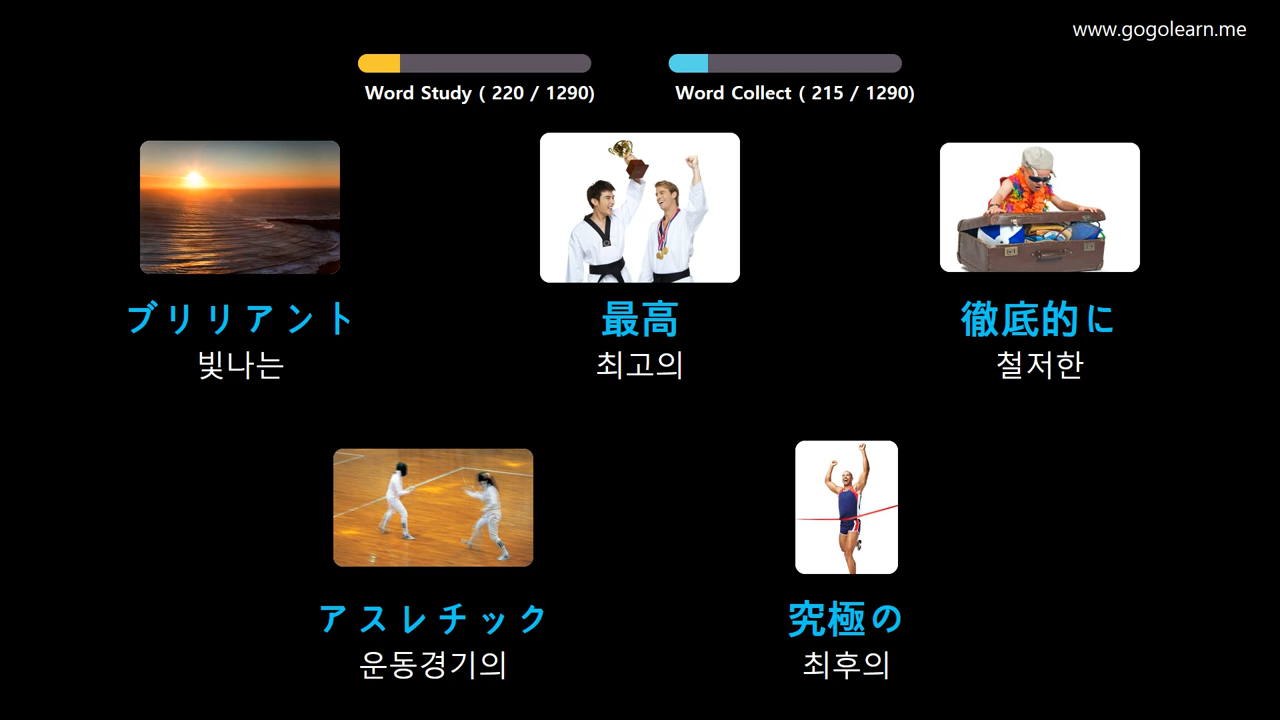 www.gogolearn.me
Word Study ( 220 / 1290)
Word Collect ( 215 / 1290)
ブリリアント
빛나는
最高
최고의
徹底的に
철저한
アスレチック
운동경기의
究極の
최후의